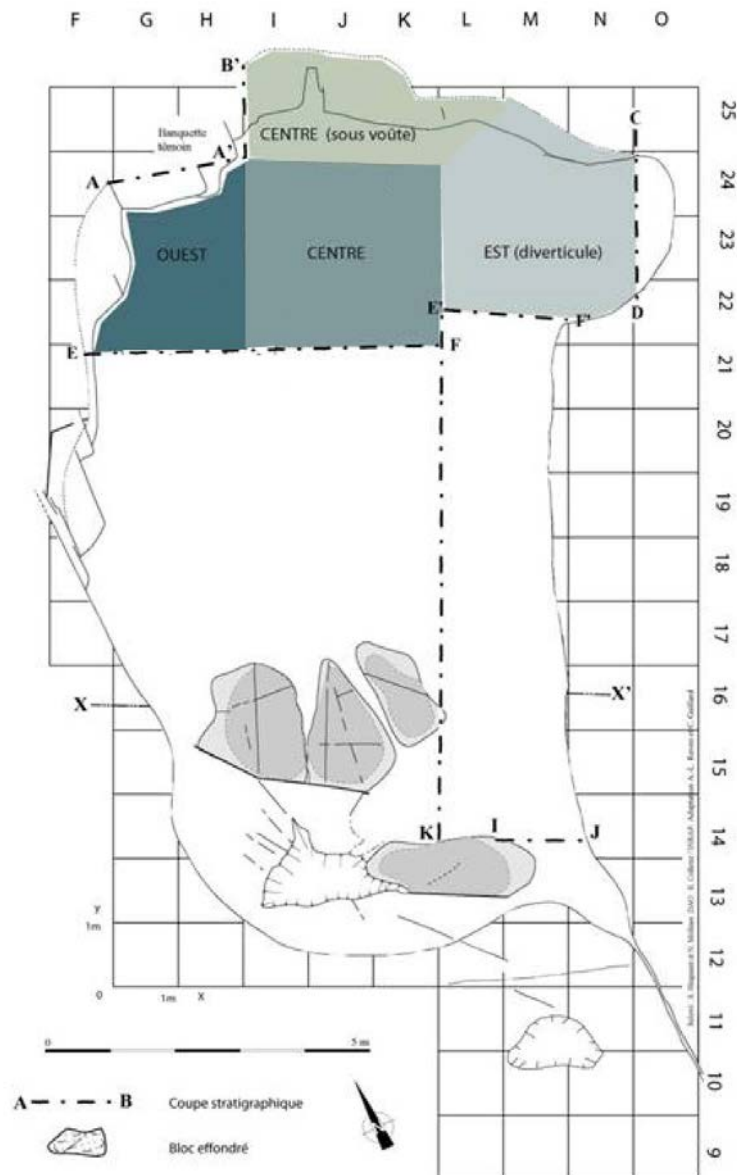 F G H I J K L M N O
B'
25
C
Banquette
témoin
CENTRE (sous voûte)
A'
A
24
OUEST
CENTRE
EST (diverticule)
23
E'
F'
D
22
E
F
21
20
19
18
17
X
X'
16
15
K
I
J
14
13
Y
1m
12
0
1m X
11
0
5 m
10
A
B
Coupe stratigraphique
Bloc effondré
9